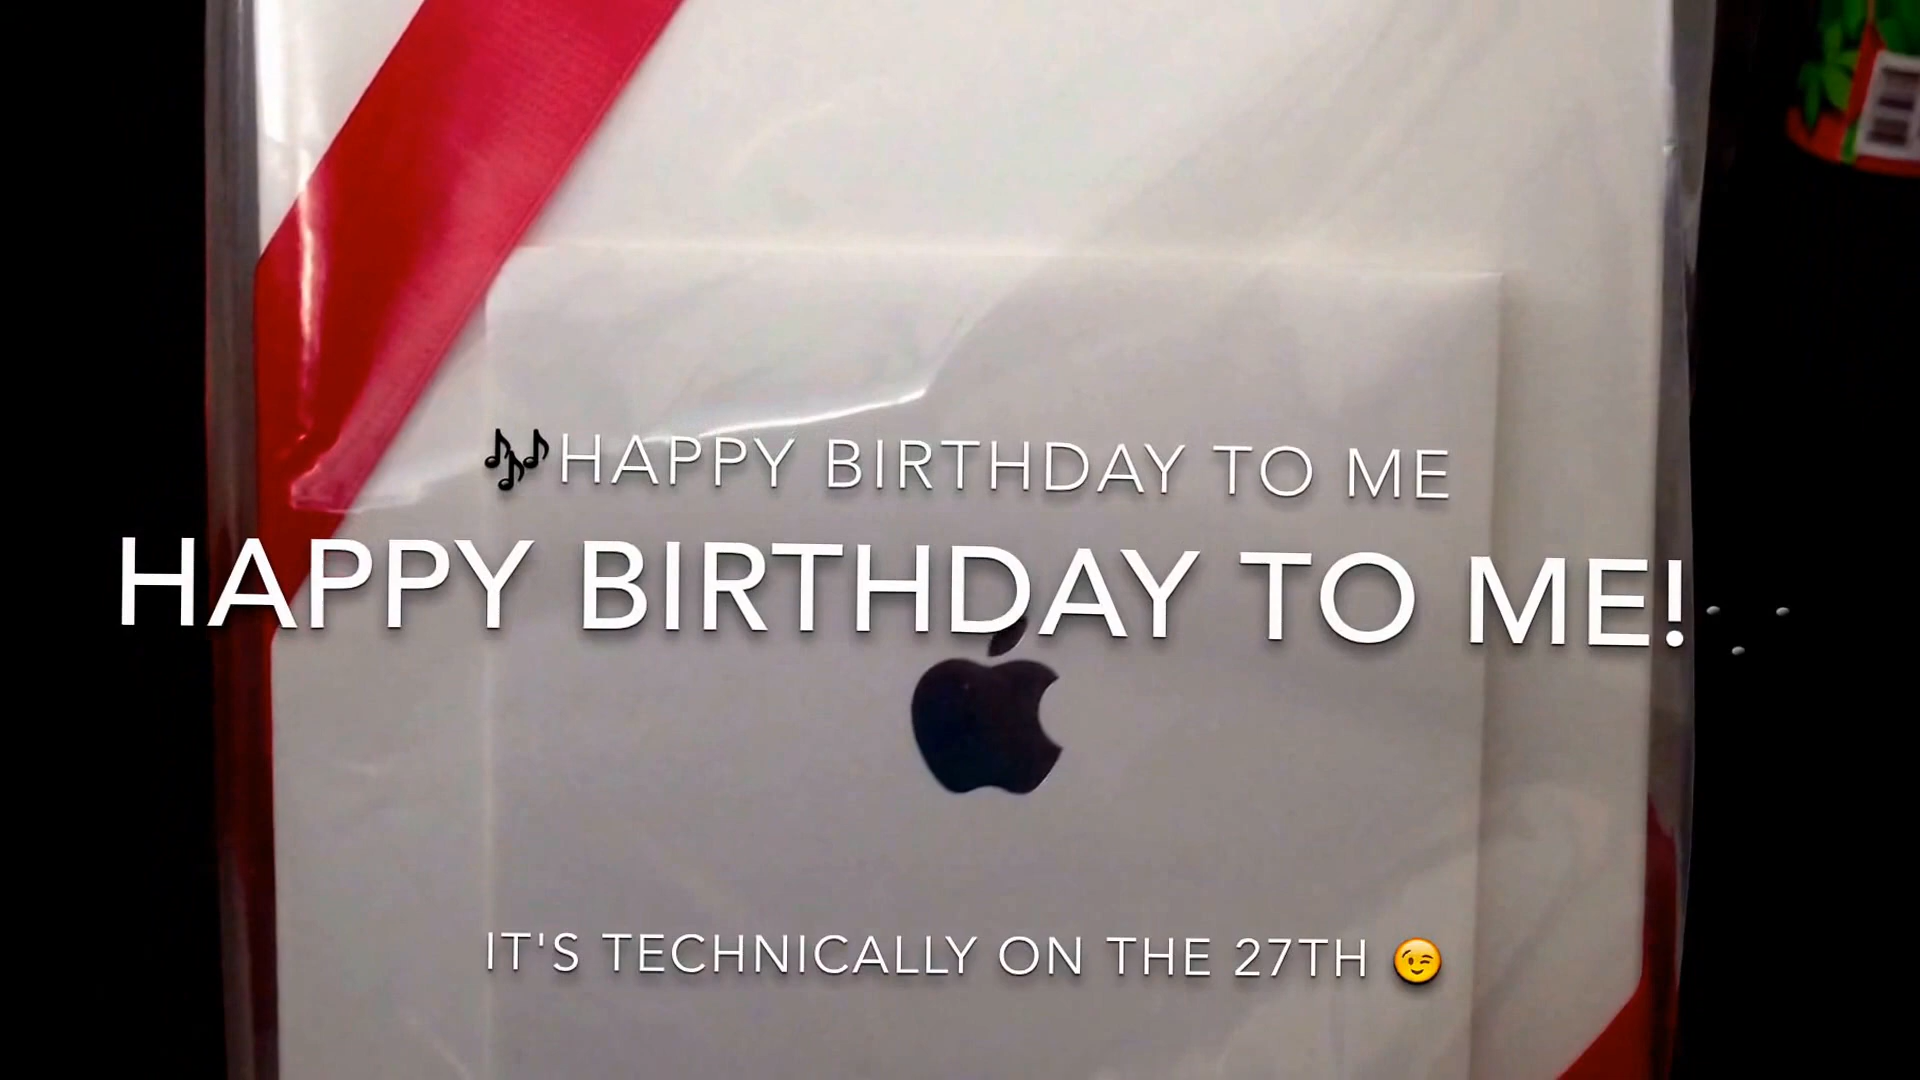 🎶HAPPY BIRTHDAY TO ME
HAPPY BIRTHDAY TO ME!
IT'S TECHNICALLY ON THE 27TH 😉